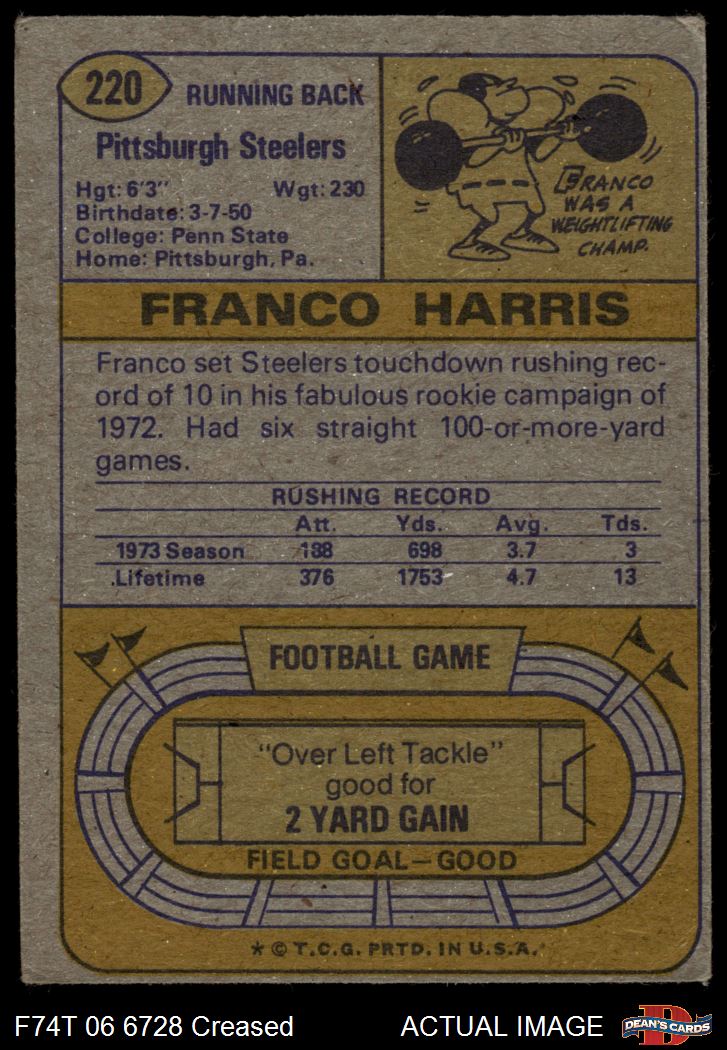 220
RUNNING BACK
Pittsburgh Steelers
Hgt: 6'3" Wgt: 230
Birthdate: 3-7-50
College: Penn State
Home: Pittsburgh, Pa.
FRANCO
WAS A
WEIGHTLIFTING
CHAMP.
FRANCO HARRIS
Franco set Steelers touchdown rushing rec-
ord of 10 in his fabulous rookie campaign of
1972. Had six straight 100-or-more-yard
games.
RUSHING RECORD
Att. Yds. Avg. Tds.
1973 Season 188 698 3.7 3
Lifetime 376 1753 4.7 13
FOOTBALL GAME
"Over Left Tackle"
good for
2 YARD GAIN
FIELD GOAL—GOOD
* © T.C.G. PRTD. IN U.S.A.
F74T 06 6728 Creased ACTUAL IMAGE
D
DEAN'S CARDS